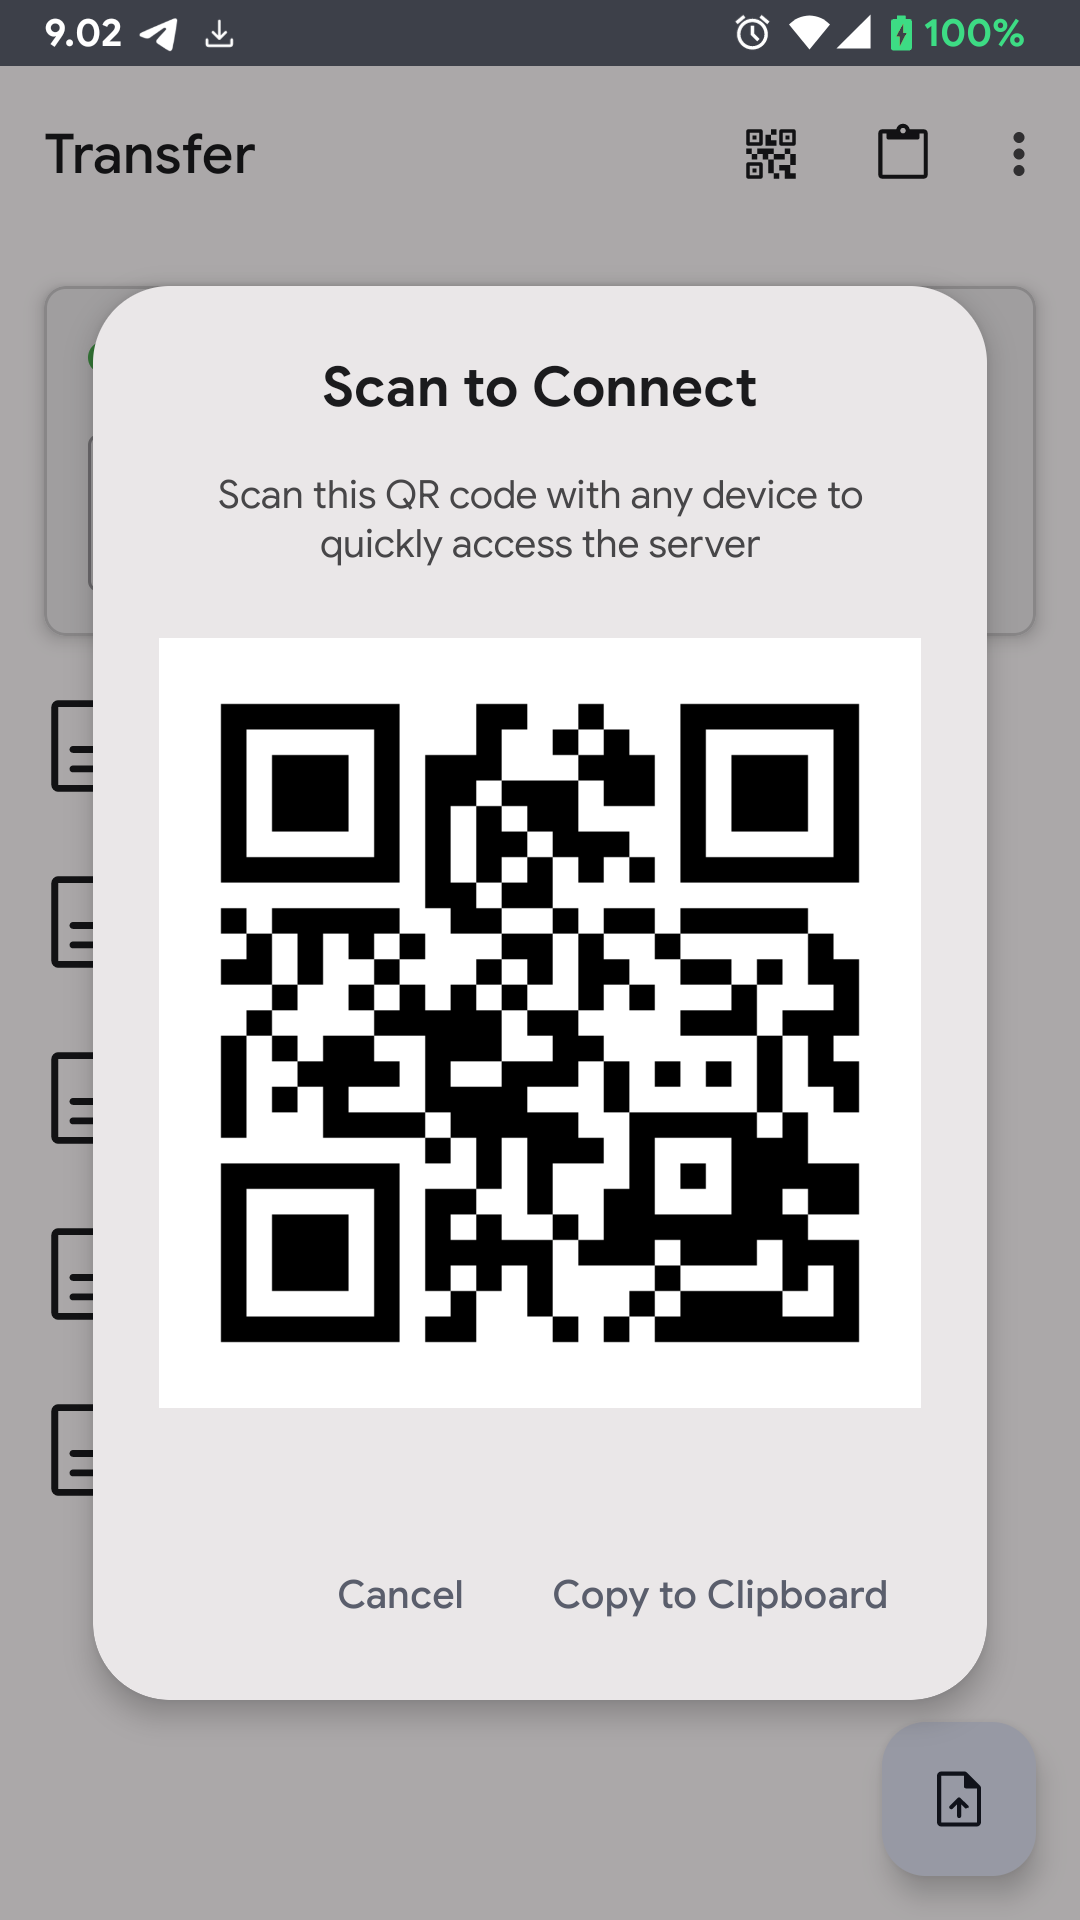 9.02 100%
Transfer
Scan to Connect
Scan this QR code with any device to
quickly access the server
Cancel Copy to Clipboard